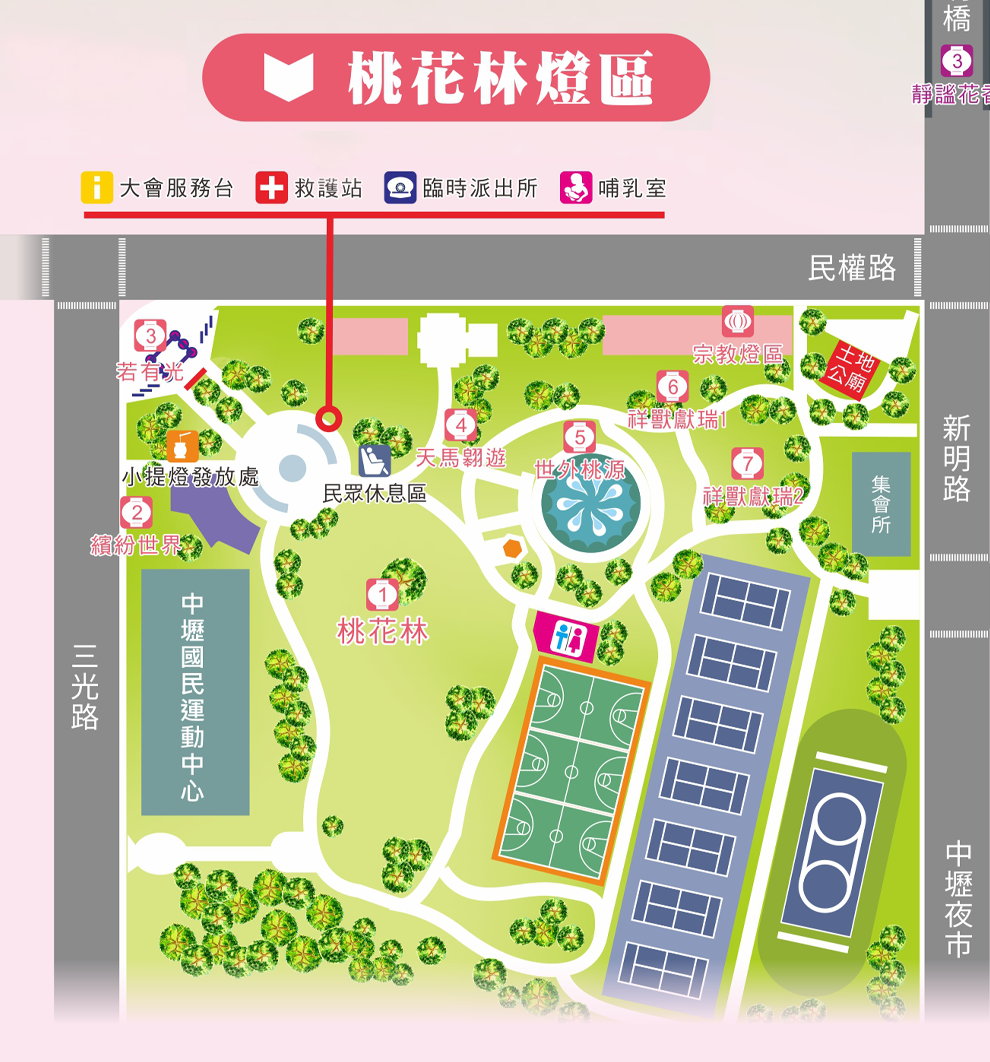 桃花林燈區
橋
3
靜謐花香
i 大會服務台 救護站 臨時派出所 哺乳室
民權路
3
若有光
宗教燈區
土地
公廟
6
祥獸獻瑞1
4
天馬翱遊
5
世外桃源
7
祥獸獻瑞2
小提燈發放處
民眾休息區
2
繽紛世界
集會所
新明路
1
桃花林
中壢國民運動中心
三光路
中壢夜市